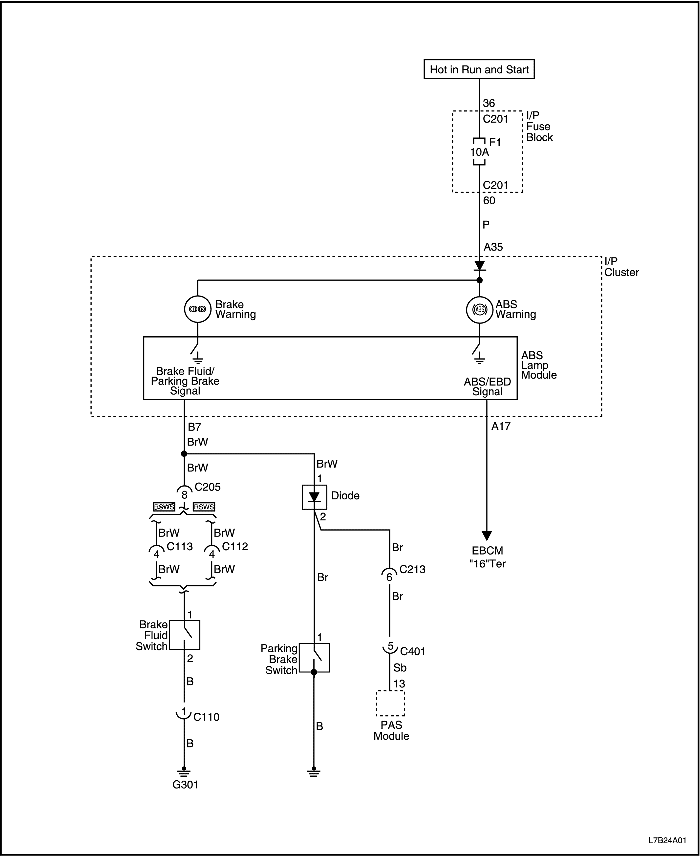 Hot in Run and Start
36
C201
I/P
Fuse
Block
F1
10A
C201
60
P
A35
I/P
Cluster
Brake
Warning
ABS
Warning
ABS
Lamp
Module
Brake Fluid/
Parking Brake
Signal
ABS/EBD
Signal
B7
A17
BrW
BrW
BrW
1
C205
8
Diode
2
BrW
BrW
C113
C112
4
4
BrW
BrW
Br
C213
6
EBCM
"16"Ter
Br
Br
1
Brake
Fluid
Switch
2
1
Parking
Brake
Switch
5
C401
Sb
13
B
1
C110
B
PAS
Module
B
G301
L7B24A01